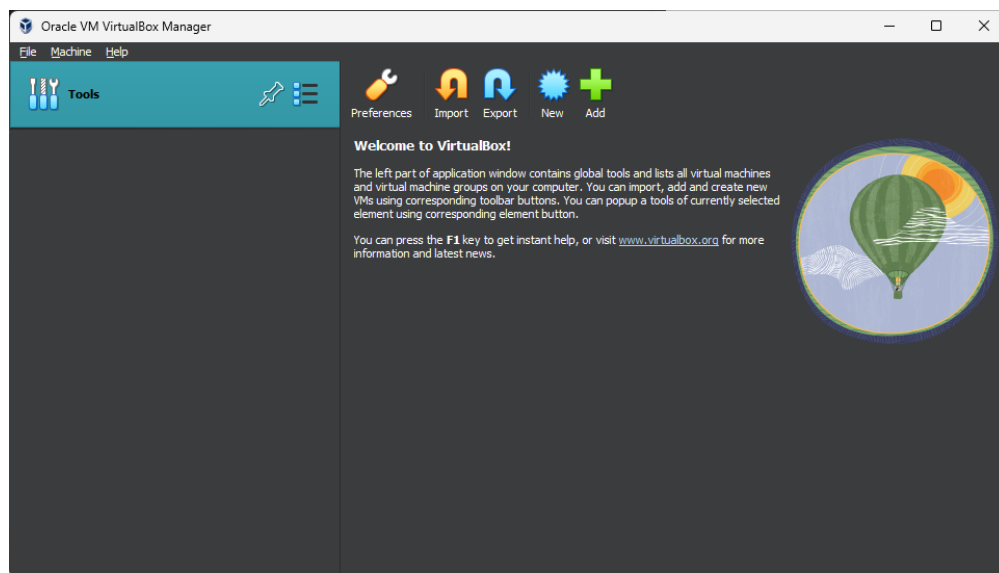 Oracle VM VirtualBox Manager
File Machine Help
Tools
Preferences Import Export New Add
Welcome to VirtualBox!
The left part of application window contains global tools and lists all virtual machines
and virtual machine groups on your computer. You can import, add and create new
VMs using corresponding toolbar buttons. You can popup a tools of currently selected
element using corresponding element button.
You can press the F1 key to get instant help, or visit www.virtualbox.org for more
information and latest news.